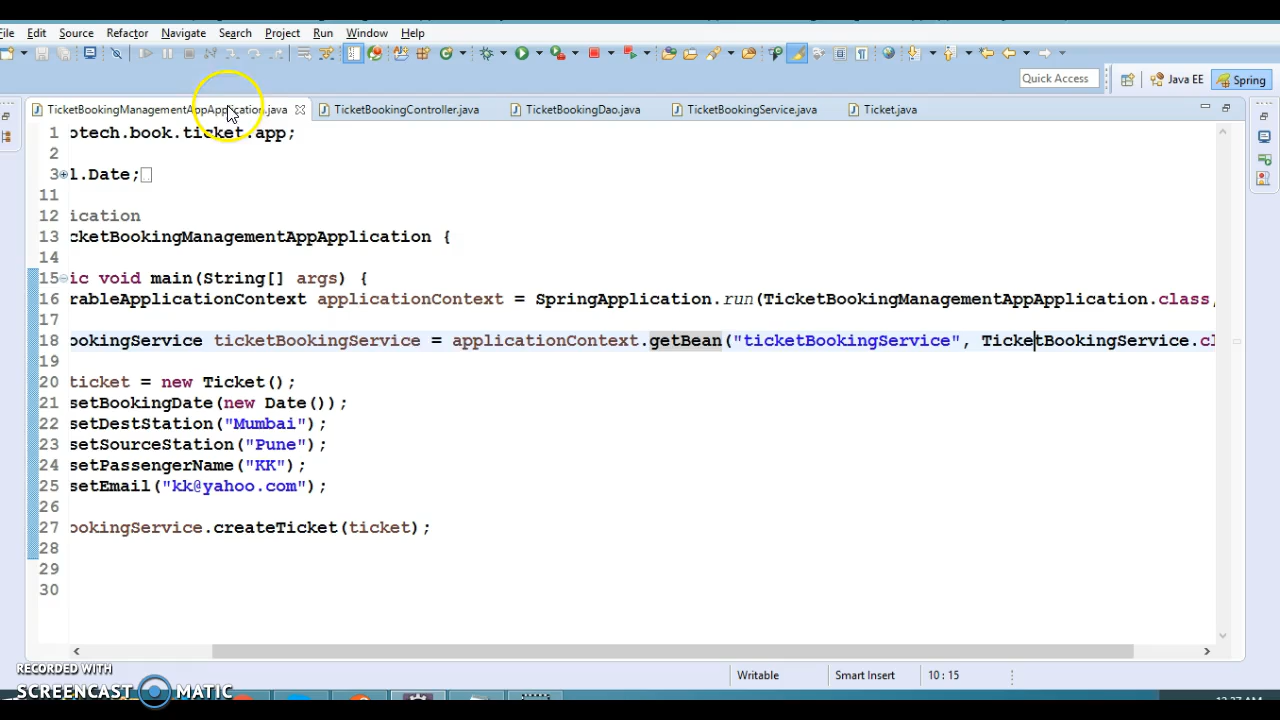 File Edit Source Refactor Navigate Search Project Run Window Help
Quick Access Java EE Spring
TicketBookingManagementAppApplication.java TicketBookingController.java TicketBookingDao.java TicketBookingService.java Ticket.java
1 otech.book.ticket.app;
2
3 l.Date;
11
12 ication
13 cketBookingManagementAppApplication {
14
15 ic void main(String[] args) {
16 rableApplicationContext applicationContext = SpringApplication.run(TicketBookingManagementAppApplication.class,
17
18 ookingService ticketBookingService = applicationContext.getBean("ticketBookingService", TicketBookingService.cl
19
20 ticket = new Ticket();
21 setBookingDate(new Date());
22 setDestStation("Mumbai");
23 setSourceStation("Pune");
24 setPassengerName("KK");
25 setEmail("kk@yahoo.com");
26
27 ookingService.createTicket(ticket);
28
29
30
Writable Smart Insert 10 : 15
RECORDED WITH
SCREENCAST MATIC